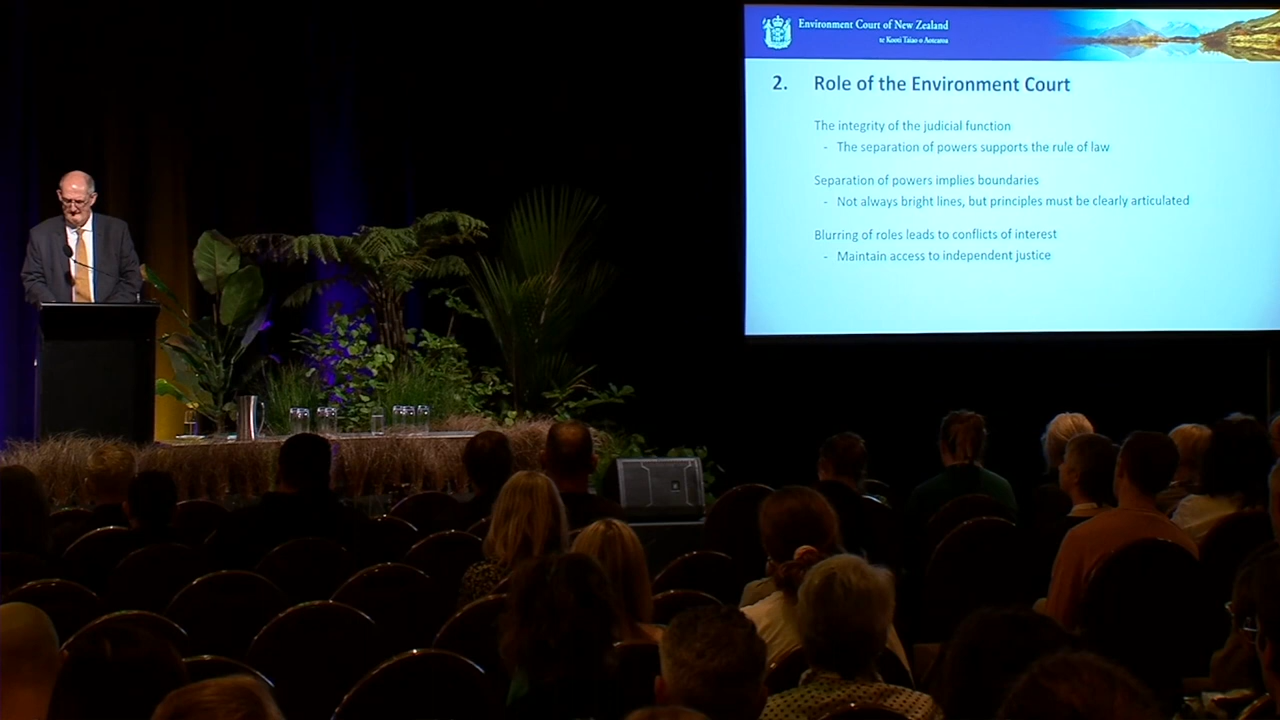 Environment Court of New Zealand
te Kooti Taiao o Aotearoa
2. Role of the Environment Court
The integrity of the judicial function
- The separation of powers supports the rule of law
Separation of powers implies boundaries
- Not always bright lines, but principles must be clearly articulated
Blurring of roles leads to conflicts of interest
- Maintain access to independent justice